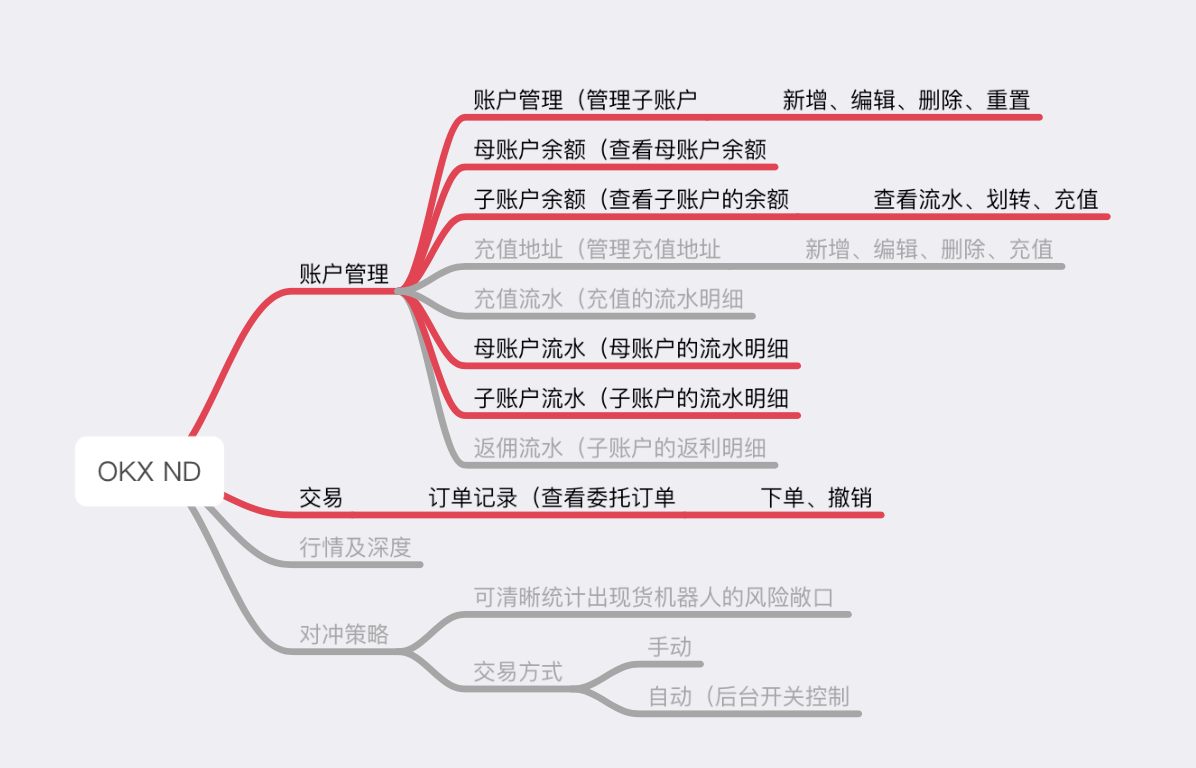 账户管理（管理子账户
新增、编辑、删除、重置
母账户余额（查看母账户余额
子账户余额（查看子账户的余额
查看流水、划转、充值
充值地址（管理充值地址
新增、编辑、删除、充值
账户管理
充值流水（充值的流水明细
母账户流水（母账户的流水明细
子账户流水（子账户的流水明细
返佣流水（子账户的返利明细
OKX ND
交易
订单记录（查看委托订单
下单、撤销
行情及深度
可清晰统计出现货机器人的风险敞口
对冲策略
手动
交易方式
自动（后台开关控制